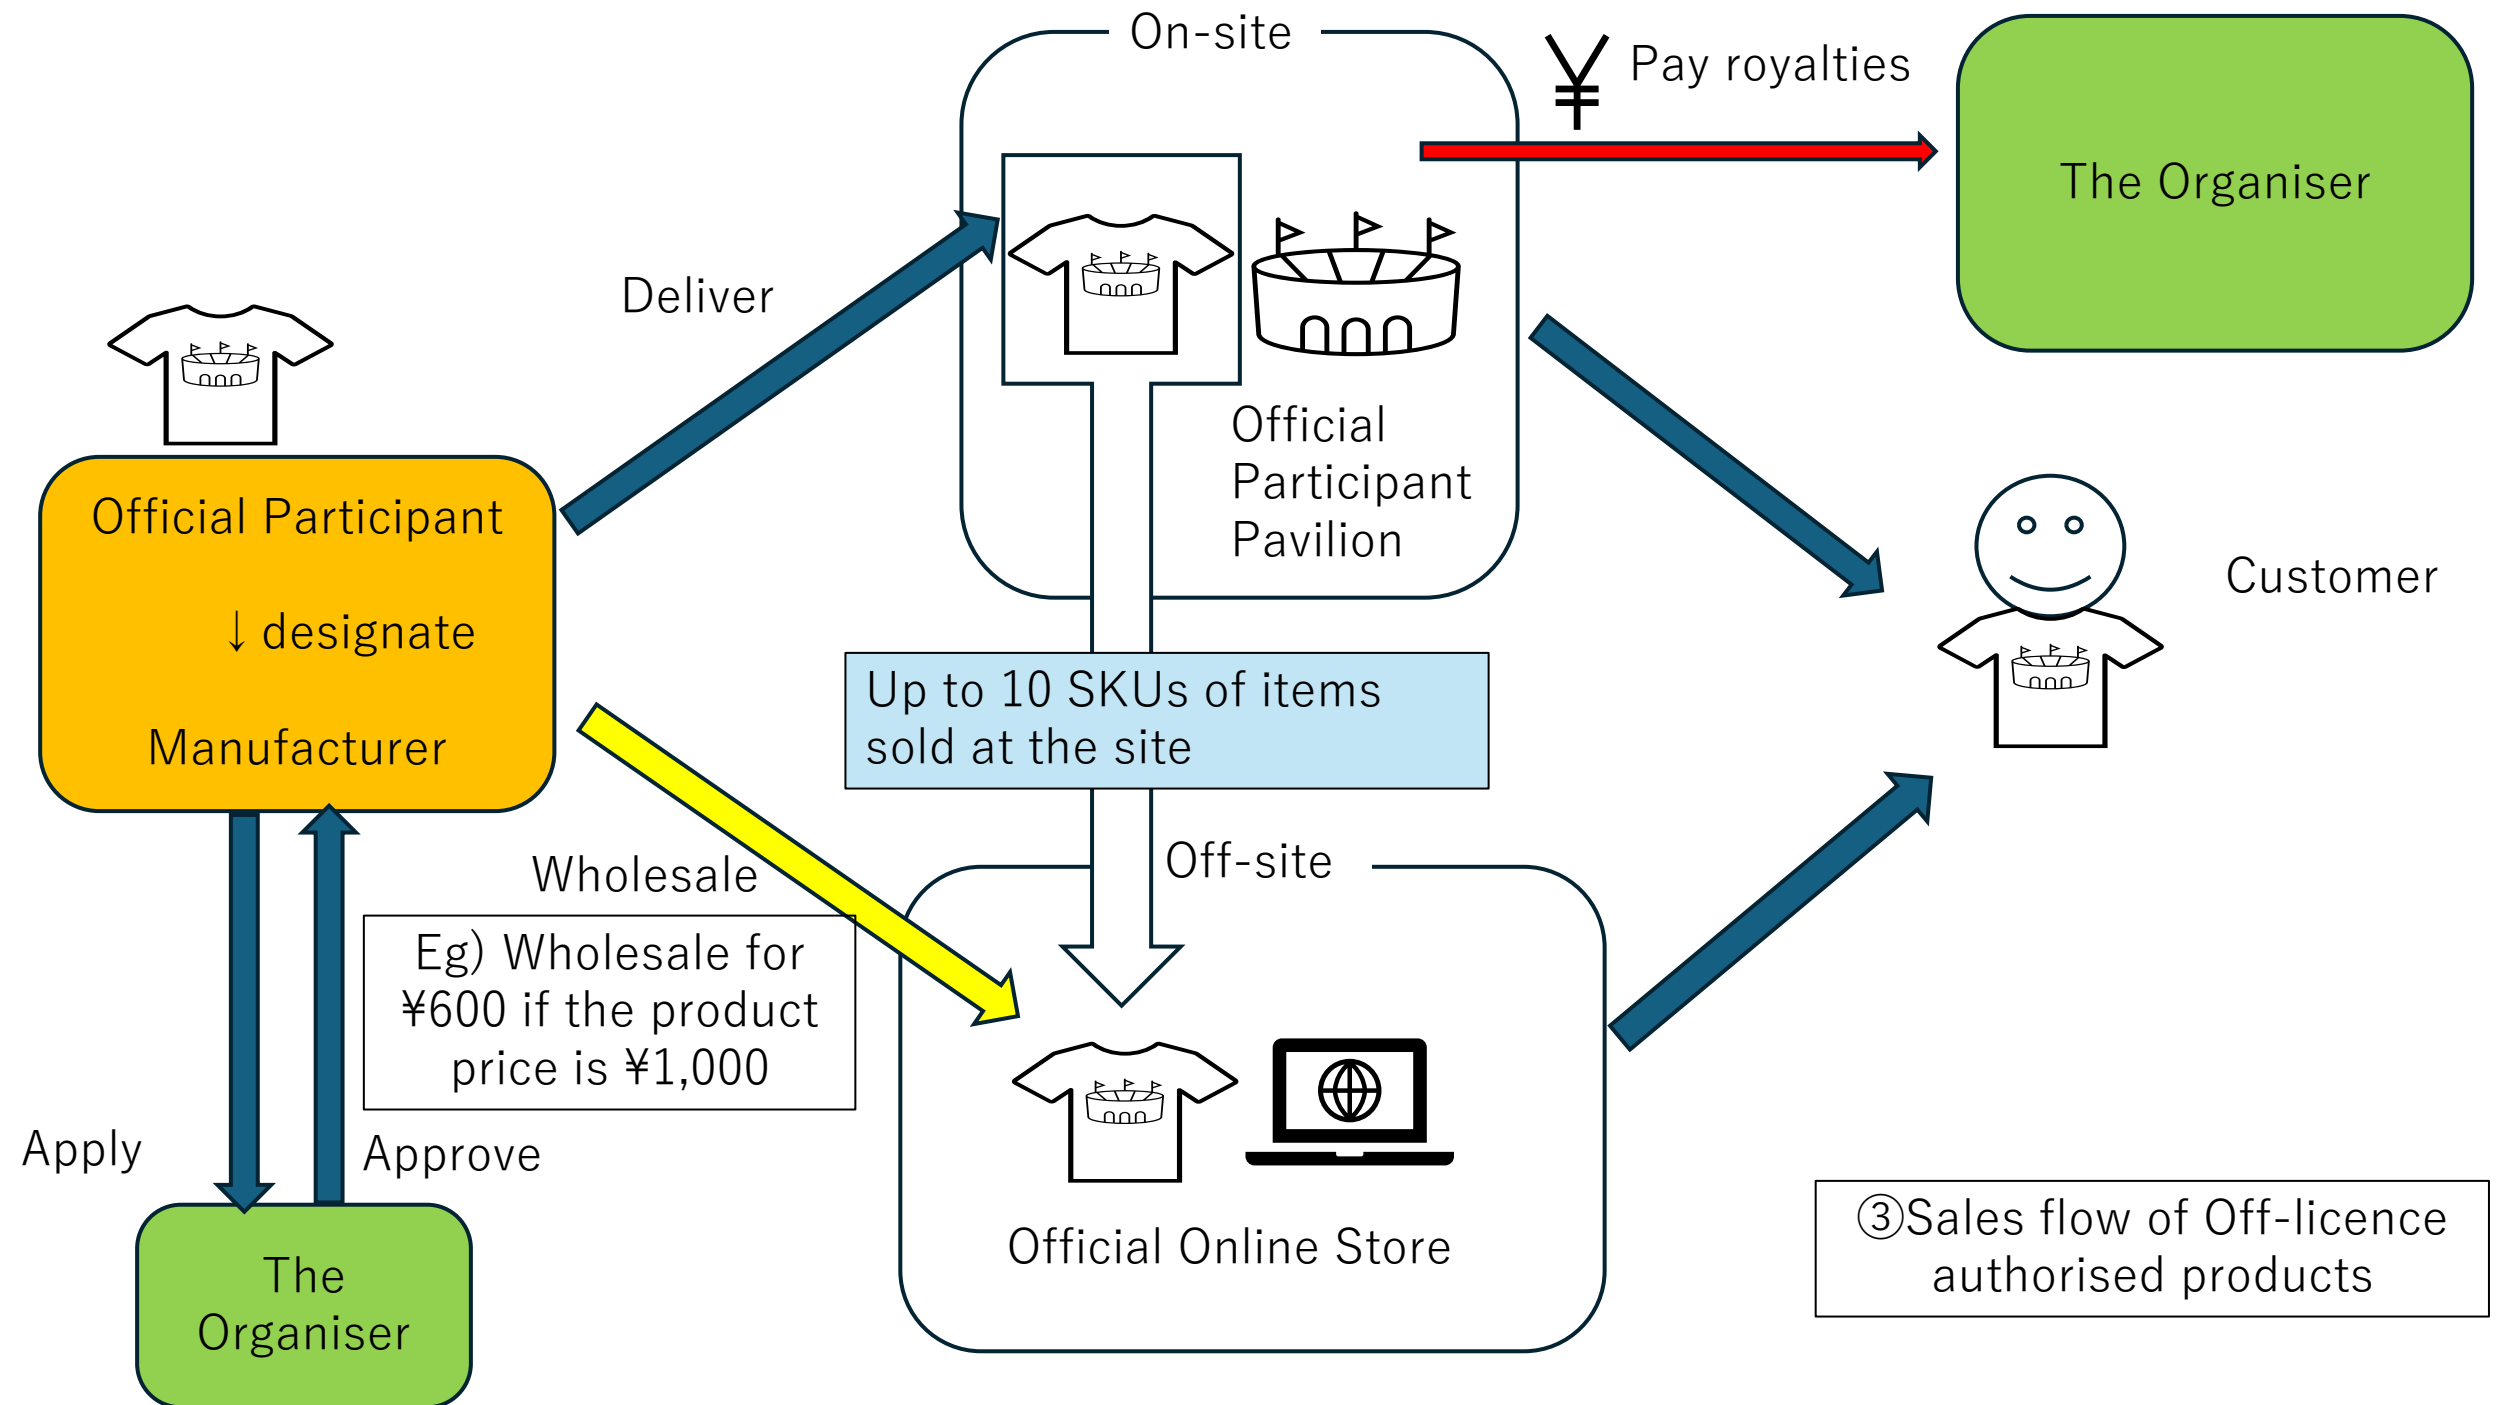 On-site
¥ Pay royalties
The Organiser
Deliver
Official
Participant
Pavilion
Official Participant
↓ designate
Manufacturer
Customer
Up to 10 SKUs of items
sold at the site
Wholesale
Off-site
Eg) Wholesale for
¥600 if the product
price is ¥1,000
Apply
Approve
The
Organiser
Official Online Store
③Sales flow of Off-licence
authorised products